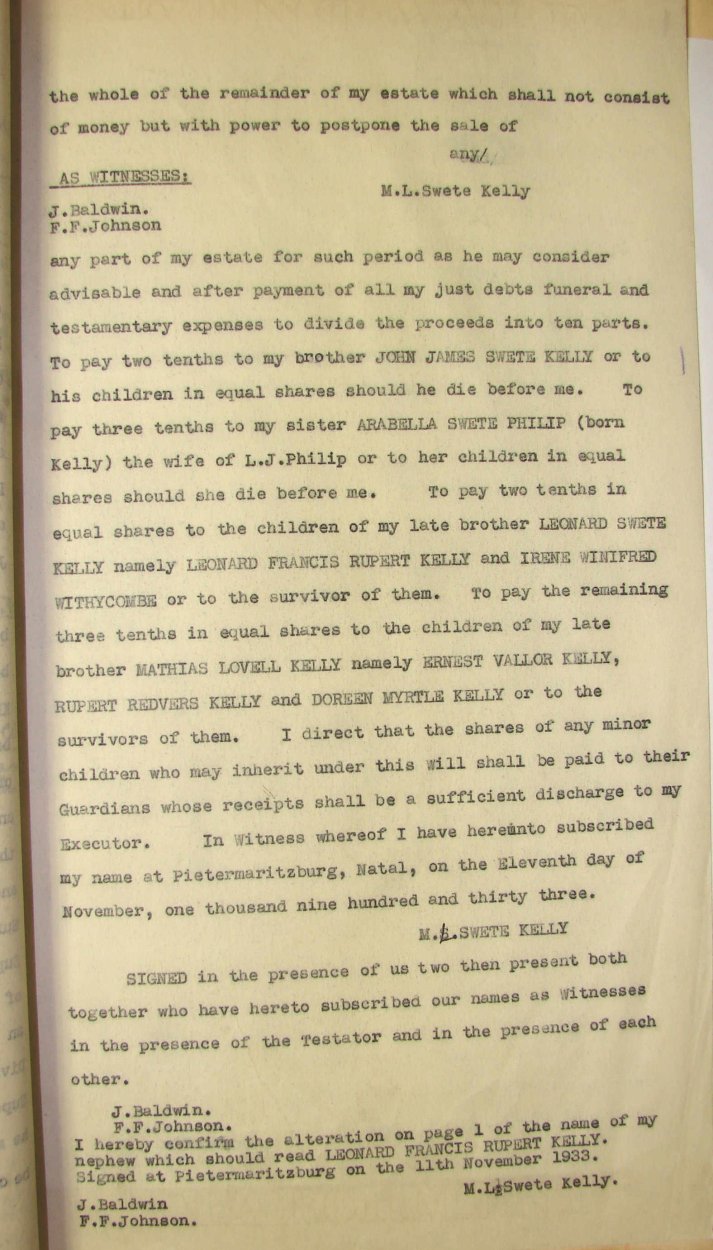 the whole of the remainder of my estate which shall not consist
of money but with power to postpone the sale of
any/
AS WITNESSES:
M.L.Swete Kelly
J.Baldwin.
F.F.Johnson
any part of my estate for such period as he may consider
advisable and after payment of all my just debts funeral and
testamentary expenses to divide the proceeds into ten parts.
To pay two tenths to my brother JOHN JAMES SWETE KELLY or to
his children in equal shares should he die before me. To
pay three tenths to my sister ARABELLA SWETE PHILIP (born
Kelly) the wife of L.J.Philip or to her children in equal
shares should she die before me. To pay two tenths in
equal shares to the children of my late brother LEONARD SWETE
KELLY namely LEONARD FRANCIS RUPERT KELLY and IRENE WINIFRED
WITHYCOMBE or to the survivor of them. To pay the remaining
three tenths in equal shares to the children of my late
brother MATHIAS LOVELL KELLY namely ERNEST VALLOR KELLY,
RUPERT REDVERS KELLY and DOREEN MYRTLE KELLY or to the
survivors of them. I direct that the shares of any minor
children who may inherit under this will shall be paid to their
Guardians whose receipts shall be a sufficient discharge to my
Executor. In Witness whereof I have hereunto subscribed
my name at Pietermaritzburg, Natal, on the Eleventh day of
November, one thousand nine hundred and thirty three.
M.L.SWETE KELLY
SIGNED in the presence of us two then present both
together who have hereto subscribed our names as Witnesses
in the presence of the Testator and in the presence of each
other.
J.Baldwin.
F.F.Johnson.
I hereby confirm the alteration on page 1 of the name of my
nephew which should read LEONARD FRANCIS RUPERT KELLY.
Signed at Pietermaritzburg on the 11th November 1933.
M.L.Swete Kelly.
J.Baldwin
F.F.Johnson.